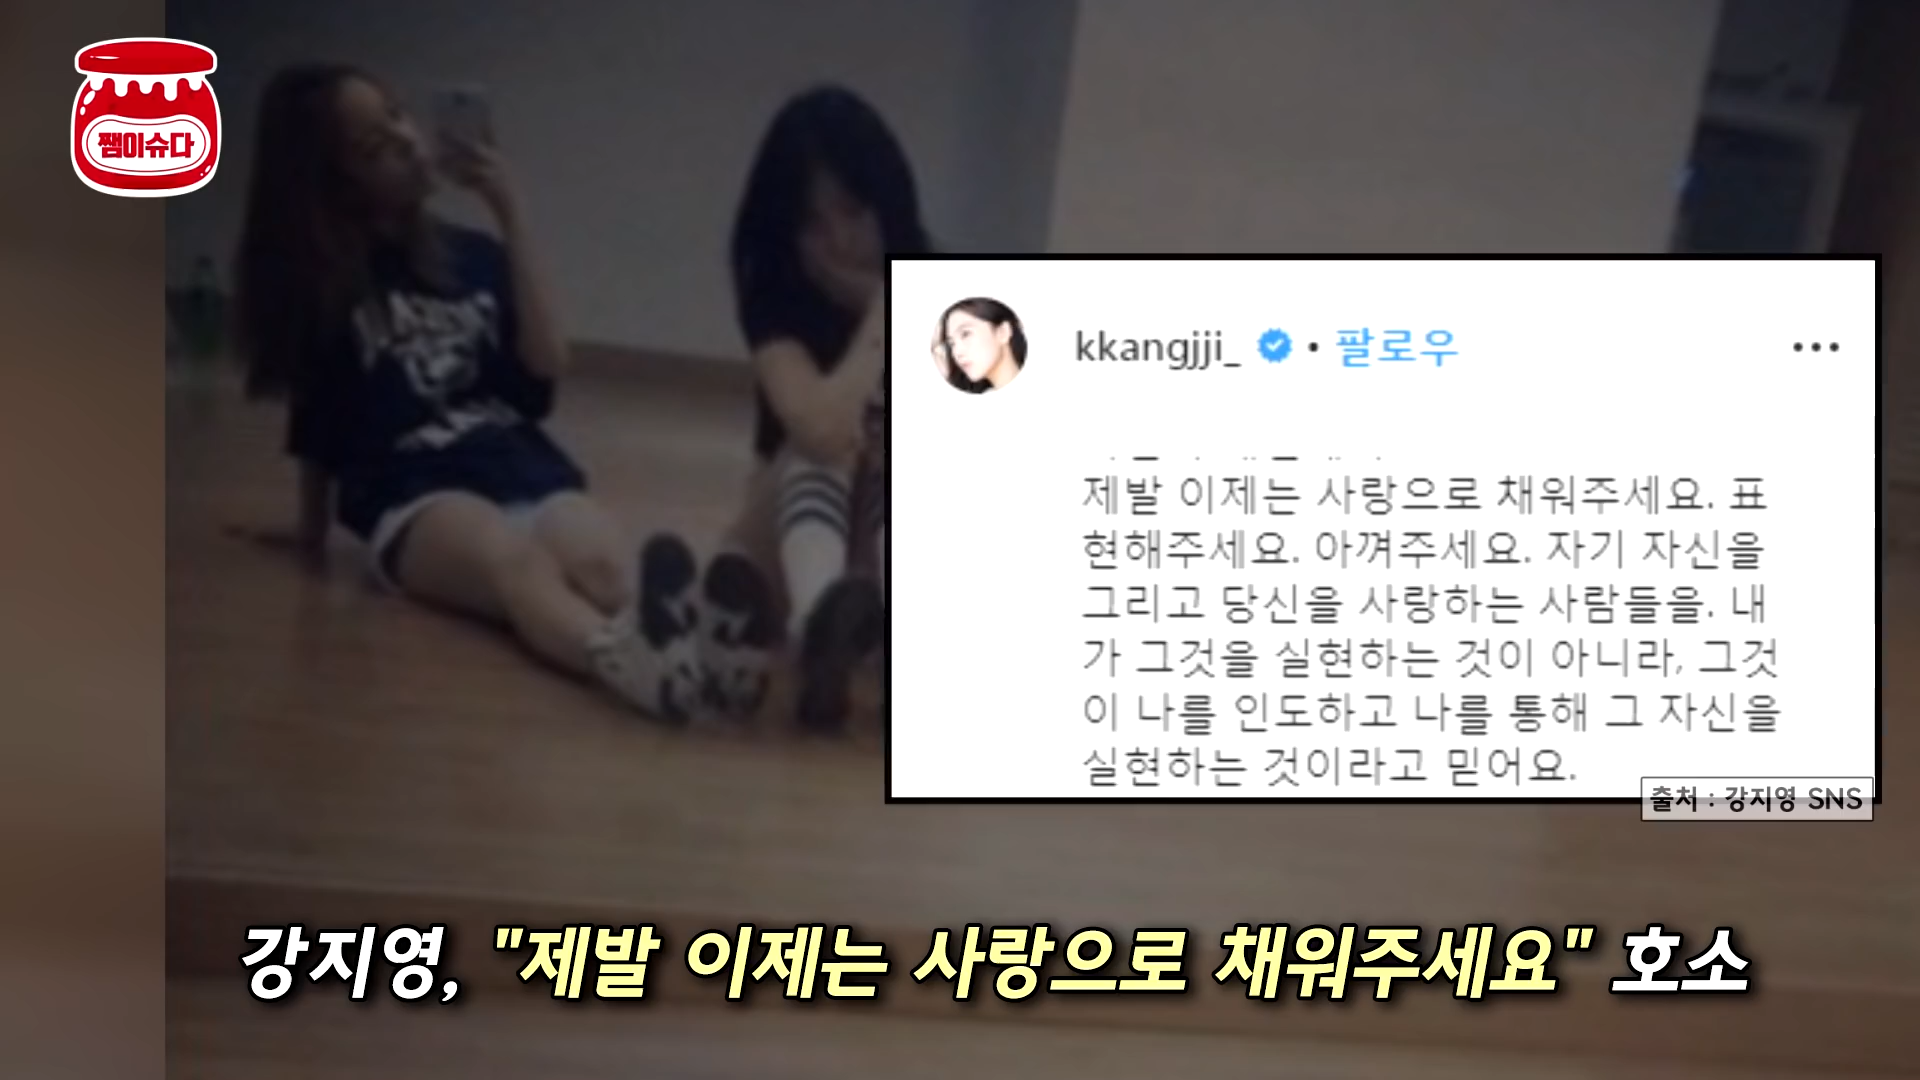 쨈이슈다
kkangjji_ • 팔로우 •••
제발 이제는 사랑으로 채워주세요. 표
현해주세요. 아껴주세요. 자기 자신을
그리고 당신을 사랑하는 사람들을. 내
가 그것을 실현하는 것이 아니라, 그것
이 나를 인도하고 나를 통해 그 자신을
실현하는 것이라고 믿어요.
출처 : 강지영 SNS
강지영, "제발 이제는 사랑으로 채워주세요" 호소